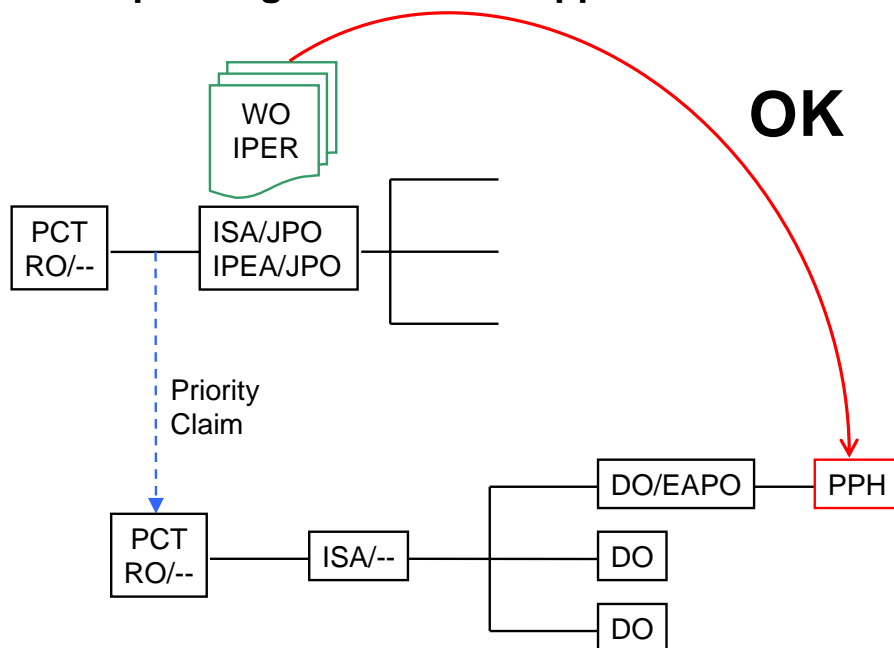 OK
WO
IPER
PCT
RO/--
ISA/JPO
IPEA/JPO
Priority
Claim
DO/EAPO
PPH
PCT
RO/--
ISA/--
DO
DO